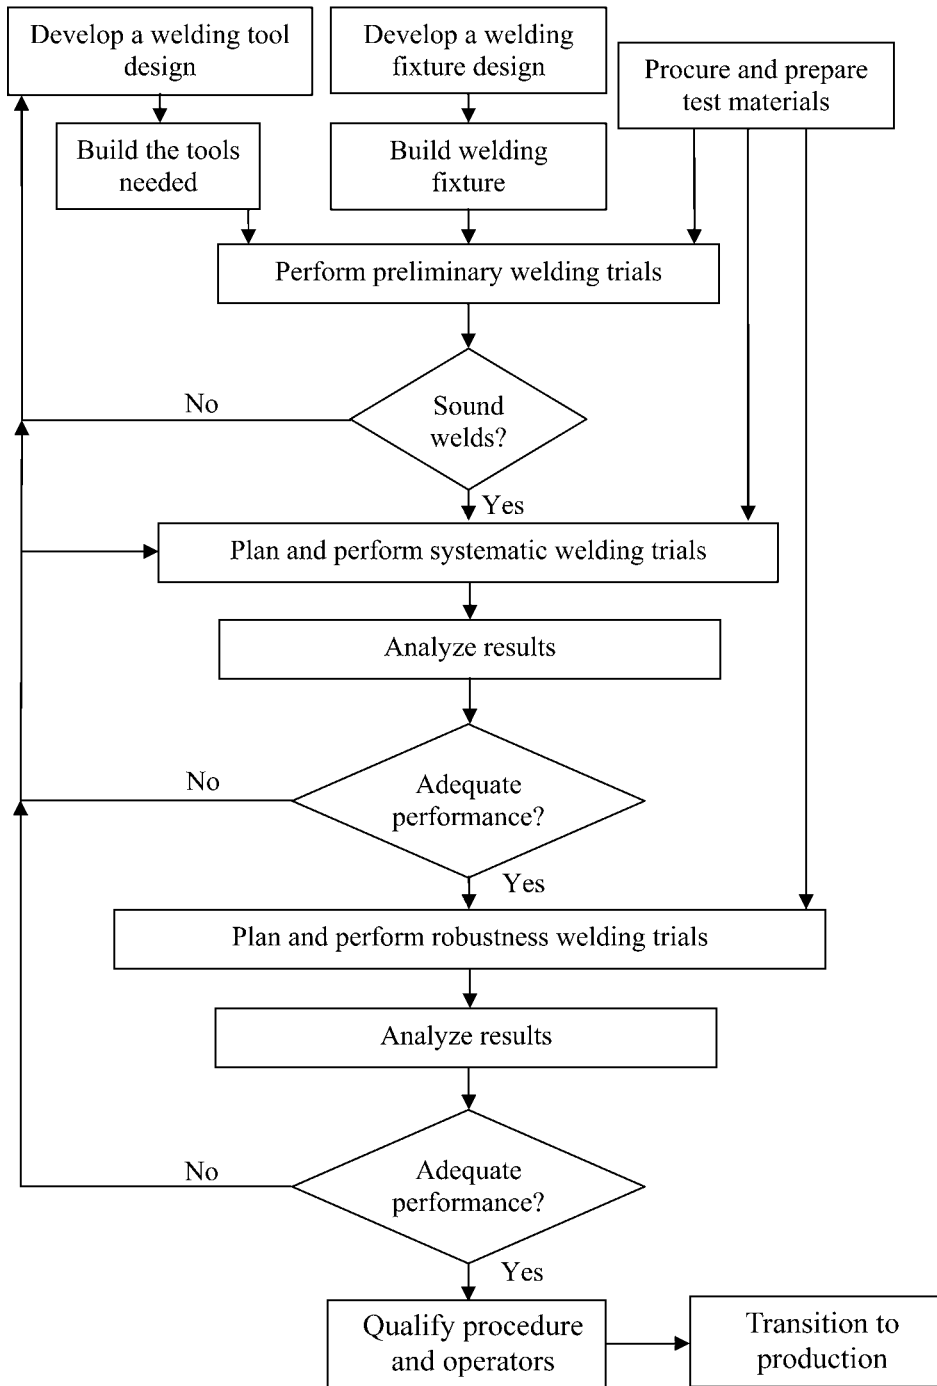 Develop a welding tool
design
Develop a welding
fixture design
Procure and prepare
test materials
Build the tools
needed
Build welding
fixture
Perform preliminary welding trials
Sound
welds?
No
Yes
Plan and perform systematic welding trials
Analyze results
Adequate
performance?
No
Yes
Plan and perform robustness welding trials
Analyze results
Adequate
performance?
No
Yes
Qualify procedure
and operators
Transition to
production